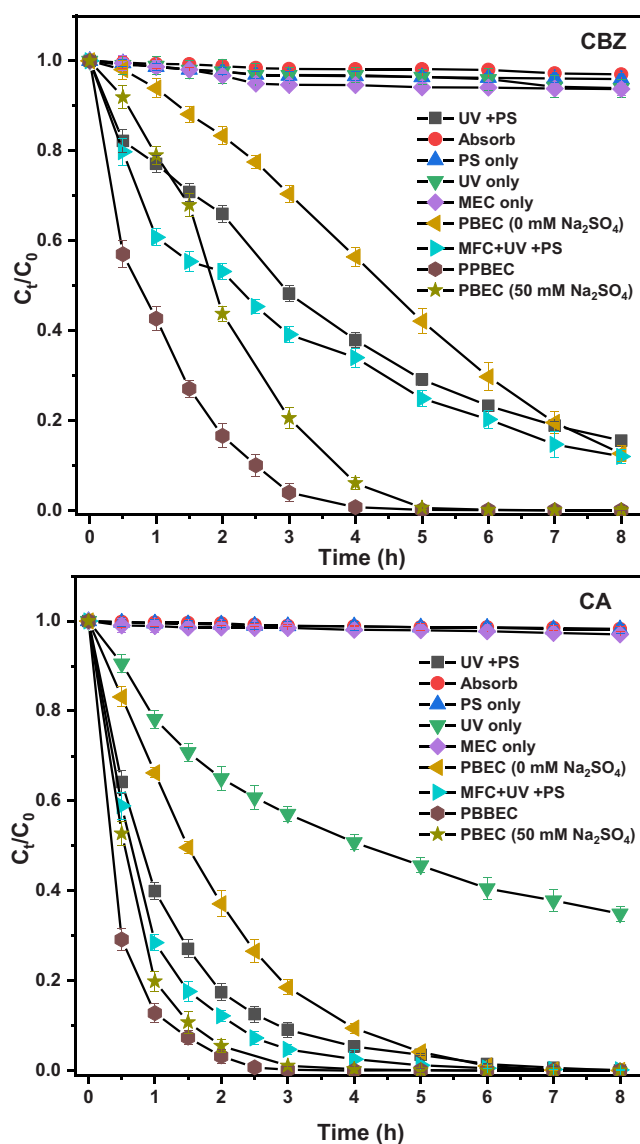 CBZ
1.0
0.8
0.6
0.4
0.2
0.0
C_t/C_0
UV +PS
Absorb
PS only
UV only
MEC only
PBEC (0 mM Na₂SO₄)
MFC+UV +PS
PPBEC
PBEC (50 mM Na₂SO₄)
0 1 2 3 4 5 6 7 8
Time (h)
CA
1.0
0.8
0.6
0.4
0.2
0.0
C_t/C_0
UV +PS
Absorb
PS only
UV only
MEC only
PBEC (0 mM Na₂SO₄)
MFC+UV +PS
PBBEC
PBEC (50 mM Na₂SO₄)
0 1 2 3 4 5 6 7 8
Time (h)